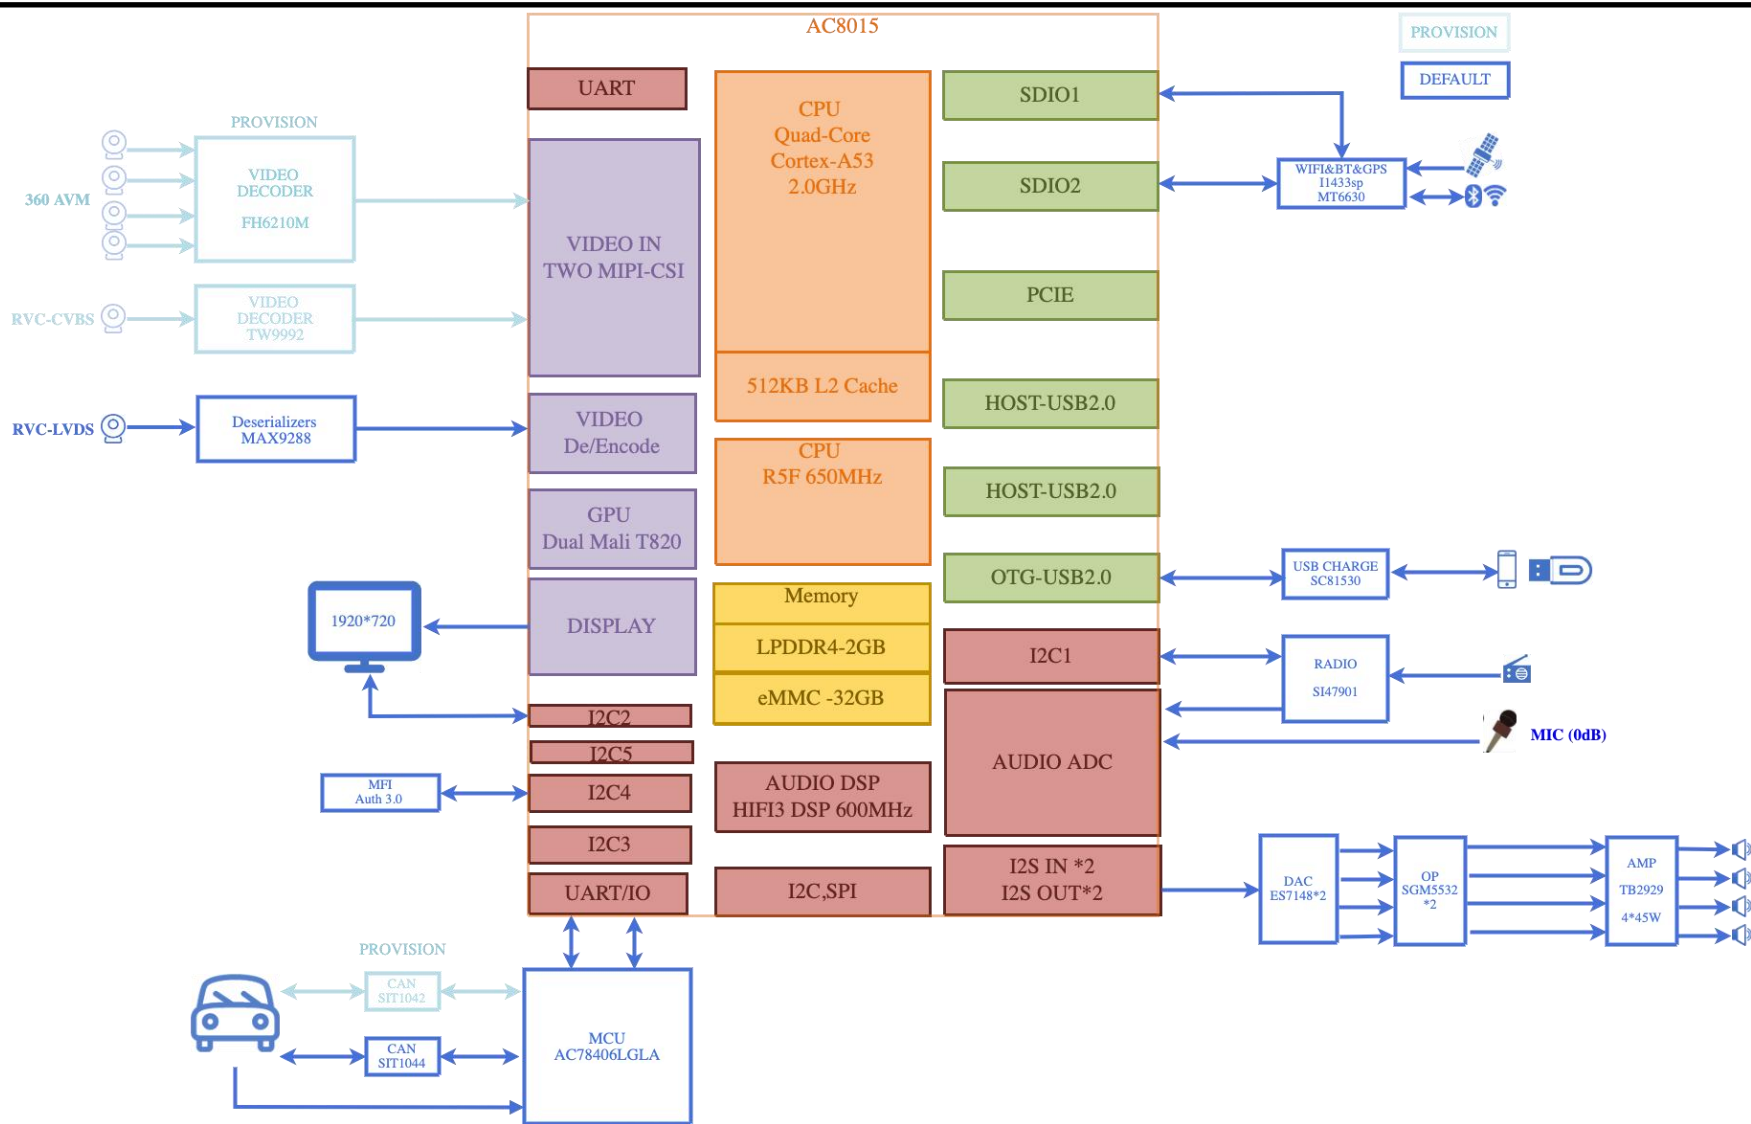 AC8015
PROVISION
DEFAULT
UART
CPU
Quad-Core
Cortex-A53
2.0GHz
512KB L2 Cache
CPU
R5F 650MHz
SDIO1
SDIO2
PCIE
HOST-USB2.0
HOST-USB2.0
OTG-USB2.0
WIFI&BT&GPS
I1433sp
MT6630
PROVISION
360 AVM
VIDEO
DECODER
FH6210M
RVC-CVBS
VIDEO
DECODER
TW9992
RVC-LVDS
Deserializers
MAX9288
VIDEO IN
TWO MIPI-CSI
VIDEO
De/Encode
GPU
Dual Mali T820
DISPLAY
1920*720
Memory
LPDDR4-2GB
eMMC -32GB
USB CHARGE
SC81530
I2C1
RADIO
SI47901
MIC (0dB)
AUDIO ADC
I2C2
I2C5
I2C4
MFI
Auth 3.0
I2C3
UART/IO
AUDIO DSP
HIFI3 DSP 600MHz
I2C,SPI
I2S IN *2
I2S OUT*2
DAC
ES7148*2
OP
SGM5532
*2
AMP
TB2929
4*45W
PROVISION
CAN
SIT1042
CAN
SIT1044
MCU
AC78406LGLA